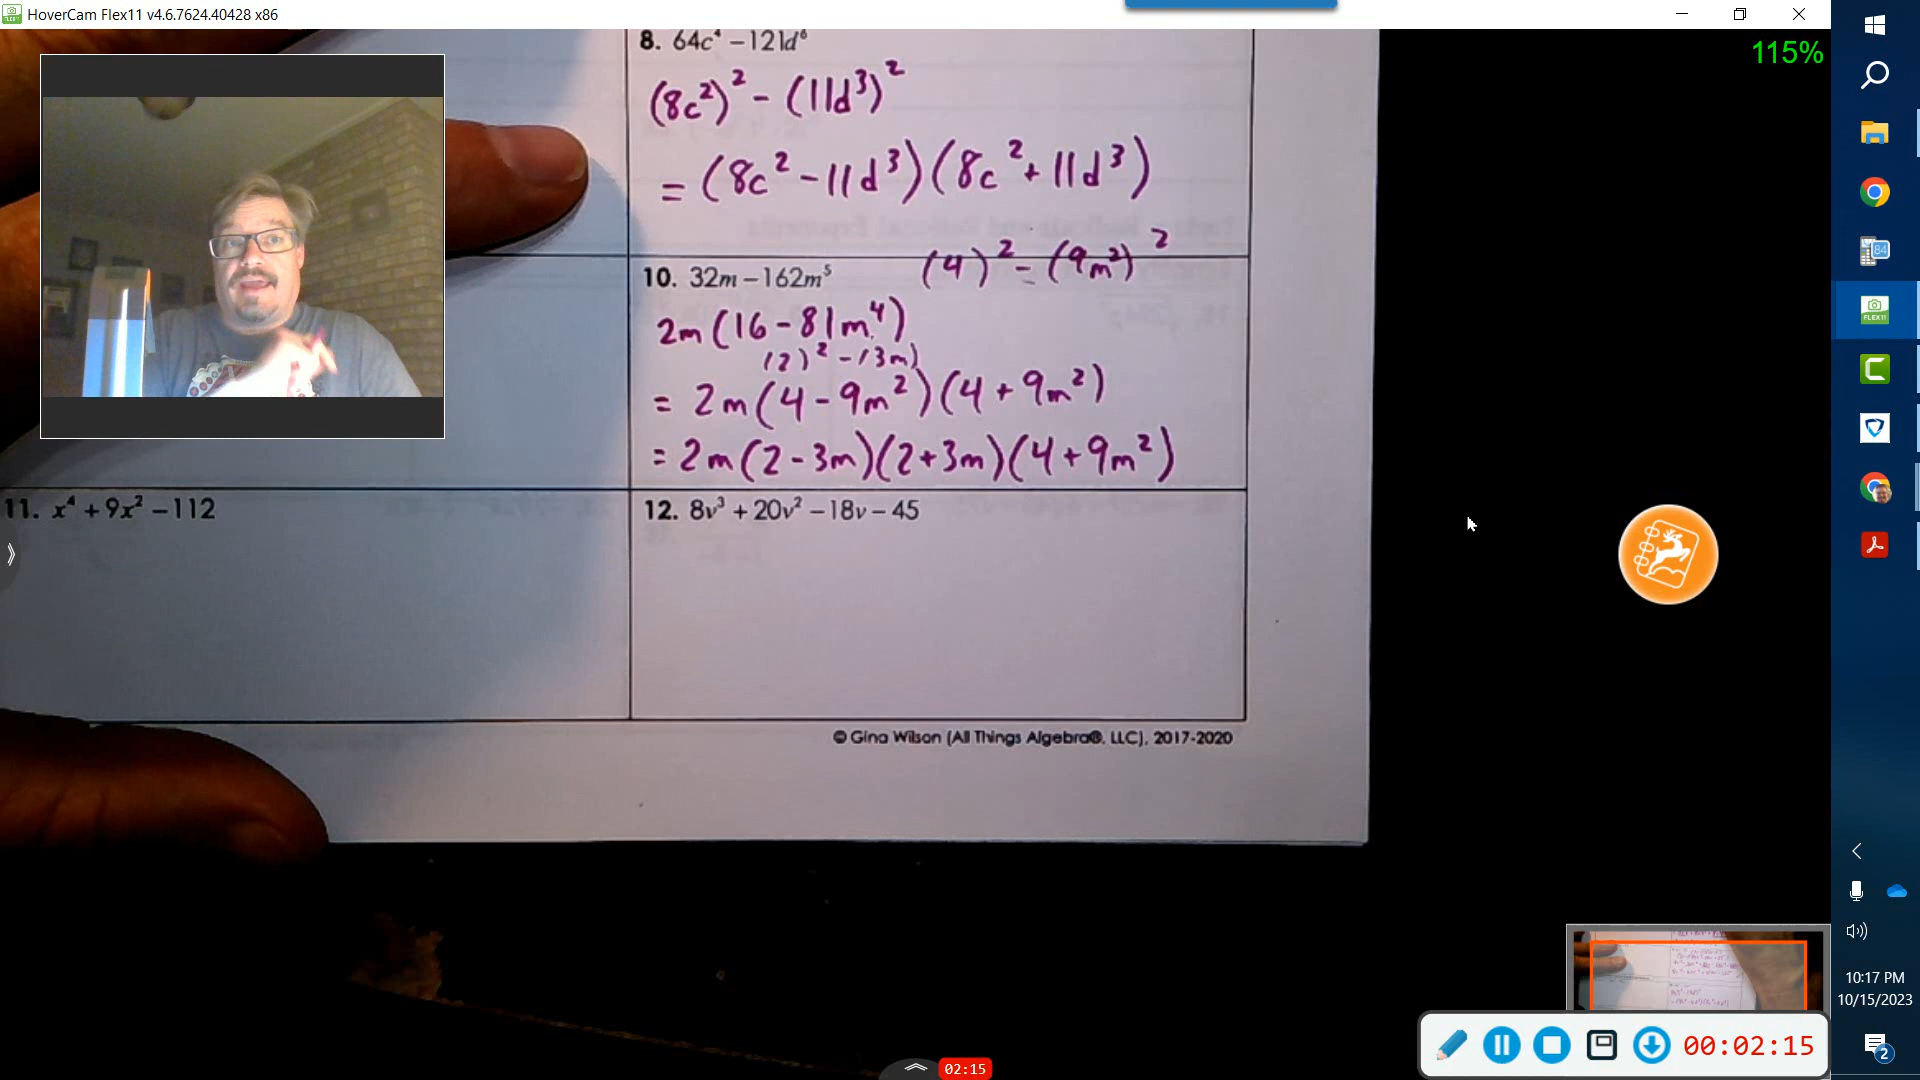 HoverCam Flex11 v4.6.7624.40428 x86
115%
8. 64c⁴ – 121d⁶
(8c²)² – (11d³)²
= (8c² – 11d³)(8c² + 11d³)
10. 32m – 162m⁵
(4)² – (9m²)²
2m(16 – 81m⁴)
(2)² – (3m)
= 2m(4 – 9m²)(4 + 9m²)
= 2m(2 – 3m)(2 + 3m)(4 + 9m²)
11. x⁴ + 9x² – 112
12. 8v³ + 20v² – 18v – 45
© Gina Wilson (All Things Algebra®, LLC), 2017-2020
84
FLEX11
10:17 PM
10/15/2023
2
00:02:15
02:15